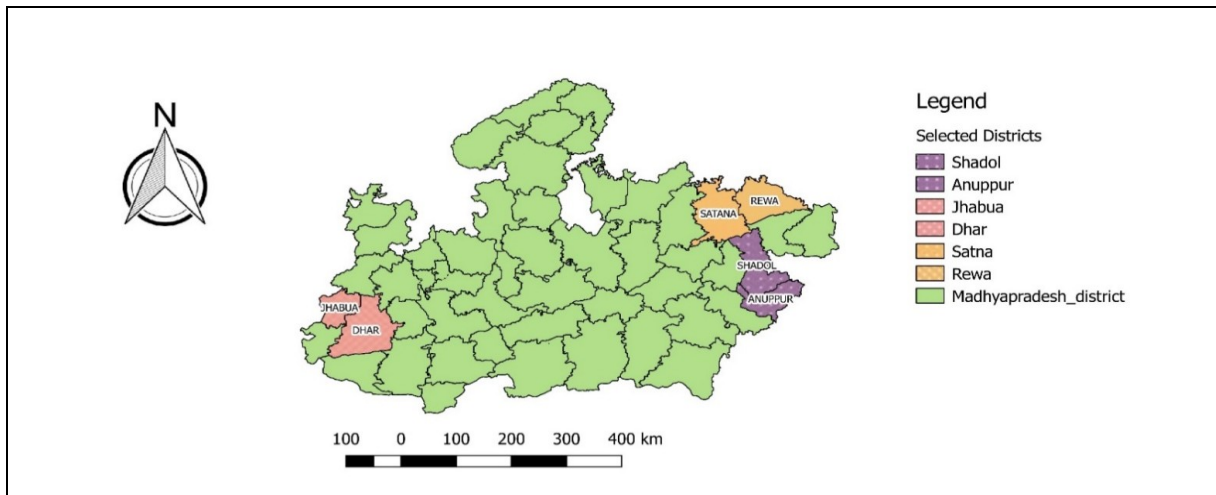 N
Legend
Selected Districts
Shadol
Anuppur
Jhabua
Dhar
Satna
Rewa
Madhyapradesh_district
REWA
SATANA
SHADOL
ANUPPUR
JHABUA
DHAR
100 0 100 200 300 400 km